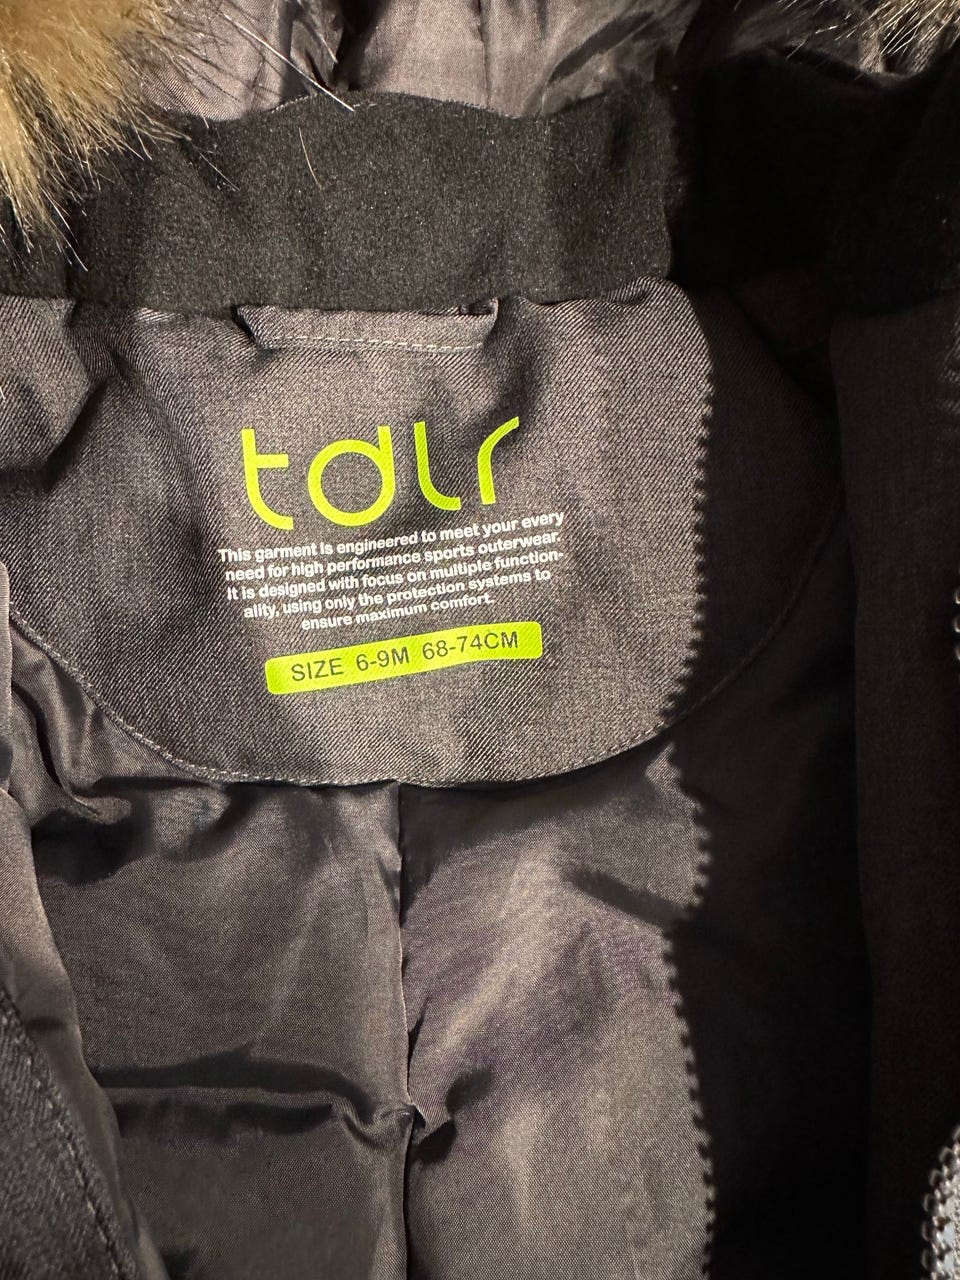 tdlr
This garment is engineered to meet your every
need for high performance sports outerwear.
It is designed with focus on multiple function-
ality, using only the protection systems to
ensure maximum comfort.
SIZE 6-9M 68-74CM